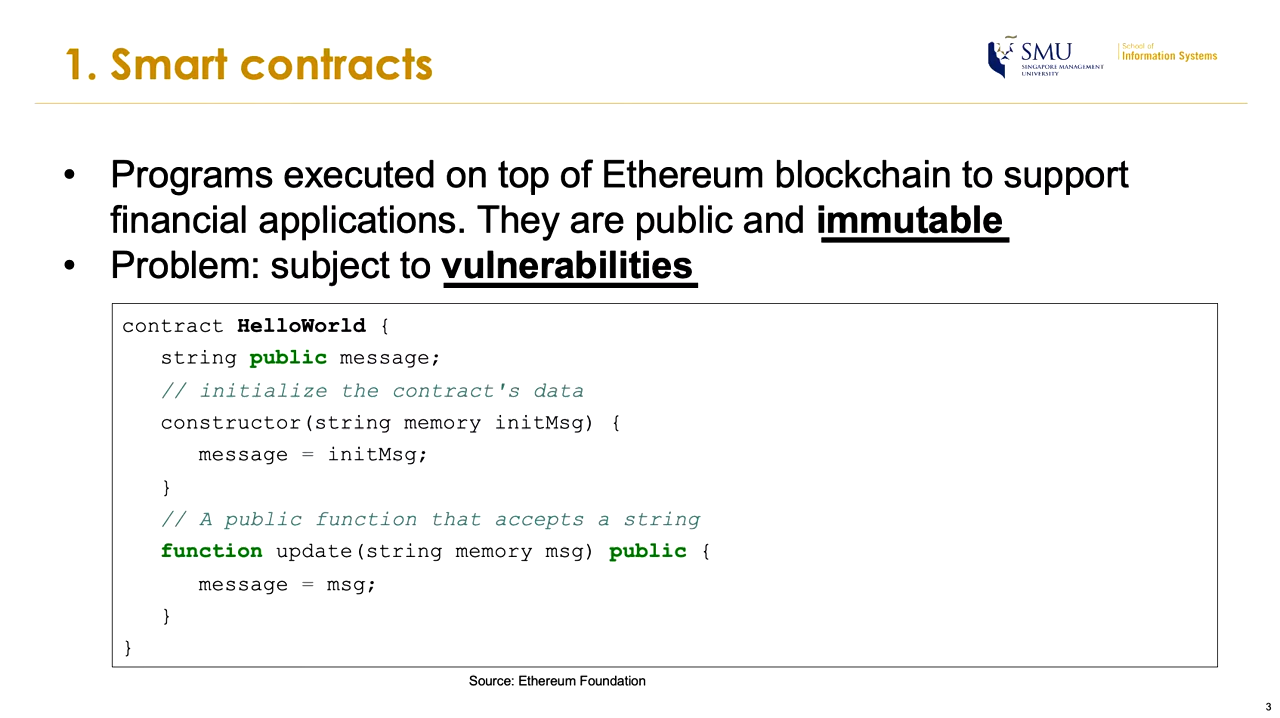 1. Smart contracts
SMU
SINGAPORE MANAGEMENT
UNIVERSITY
School of
Information Systems
• Programs executed on top of Ethereum blockchain to support
financial applications. They are public and immutable
• Problem: subject to vulnerabilities
contract HelloWorld {
string public message;
// initialize the contract's data
constructor(string memory initMsg) {
message = initMsg;
}
// A public function that accepts a string
function update(string memory msg) public {
message = msg;
}
}
Source: Ethereum Foundation
3